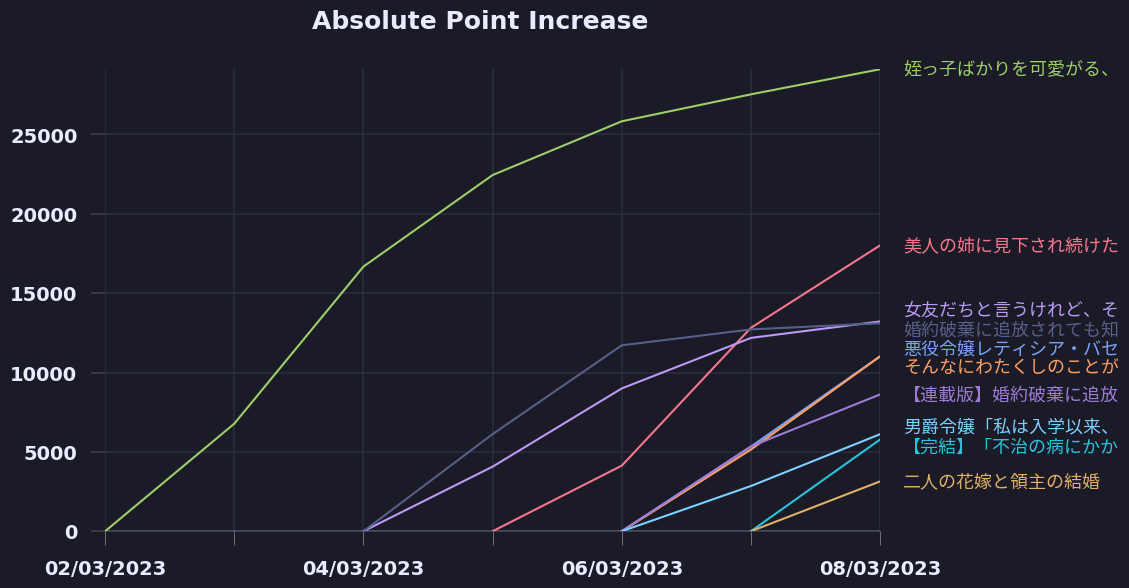 Absolute Point Increase
姪っ子ばかりを可愛がる、
25000
20000
美人の姉に見下され続けた
15000
女友だちと言うけれど、そ
婚約破棄に追放されても知
悪役令嬢レティシア・バセ
10000
そんなにわたくしのことが
【連載版】婚約破棄に追放
男爵令嬢「私は入学以来、
5000
【完結】「不治の病にかか
二人の花嫁と領主の結婚
0
02/03/2023
04/03/2023
06/03/2023
08/03/2023